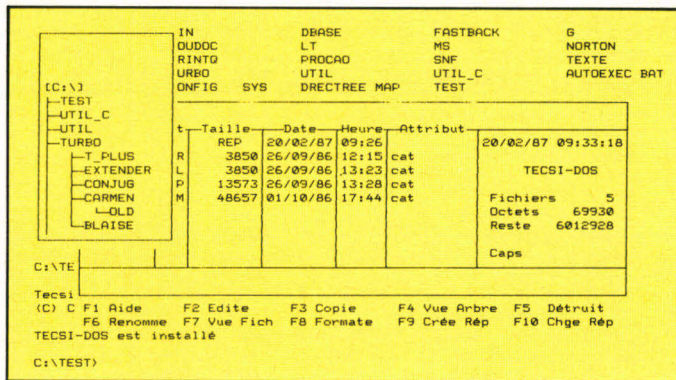 IN DBASE FASTBACK G
OUDOC LT MS NORTON
RINTQ PROCAO SNF TEXTE
URBO UTIL UTIL_C AUTOEXEC BAT
[C:\] ONFIG SYS DRECTREE MAP TEST
TEST
UTIL_C
UTIL t Taille Date Heure Attribut
TURBO REP 20/02/87 09:26 20/02/87 09:33:18
T_PLUS R 3850 26/09/86 12:15 cat
EXTENDER L 3850 26/09/86 13:23 cat TECSI-DOS
CONJUG P 13573 26/09/86 13:28 cat
CARMEN M 48657 01/10/86 17:44 cat Fichiers 5
OLD Octets 69930
BLAISE Reste 6012928
Caps
C:\TE
Tecsi
(C) C F1 Aide F2 Edite F3 Copie F4 Vue Arbre F5 Détruit
F6 Renomme F7 Vue Fich F8 Formate F9 Crée Rép F10 Chge Rép
TECSI-DOS est installé
C:\TEST>